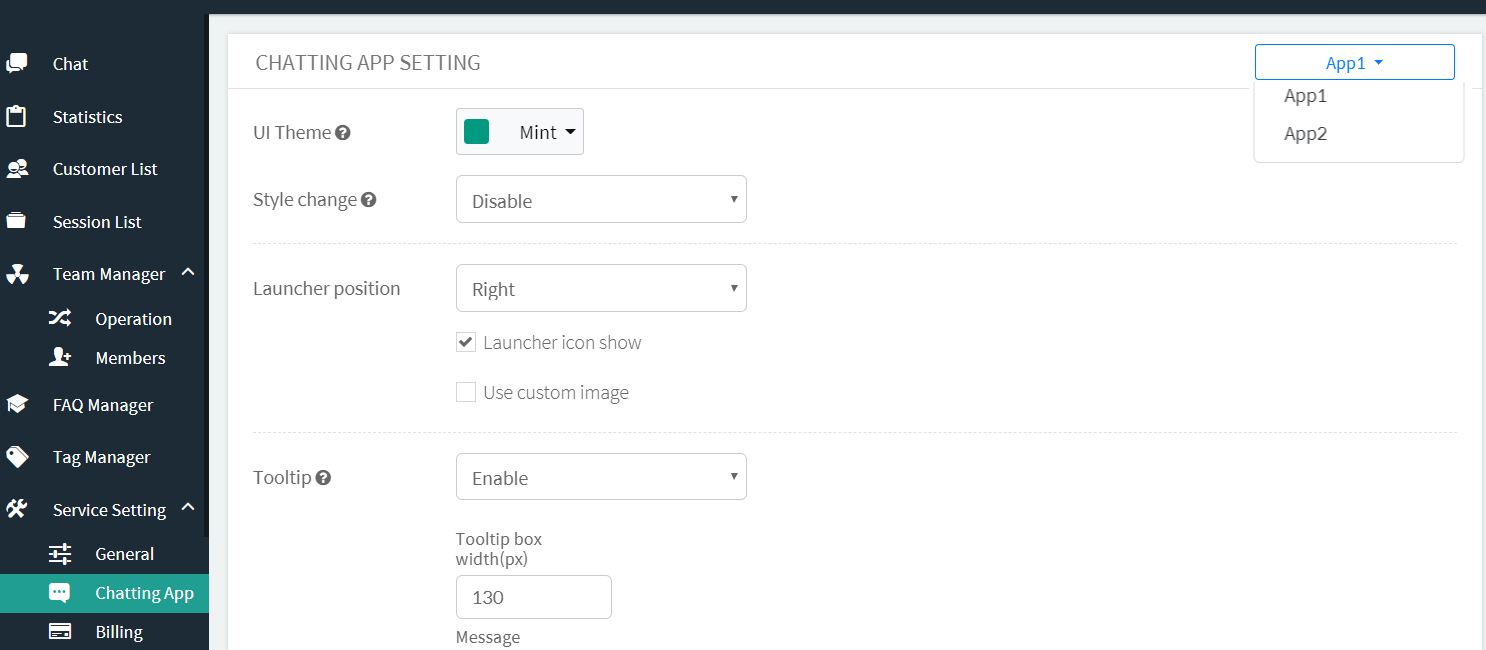 Chat
Statistics
Customer List
Session List
Team Manager
Operation
Members
FAQ Manager
Tag Manager
Service Setting
General
Chatting App
Billing
CHATTING APP SETTING
App1
App1
App2
UI Theme
Mint
Style change
Disable
Launcher position
Right
Launcher icon show
Use custom image
Tooltip
Enable
Tooltip box
width(px)
130
Message